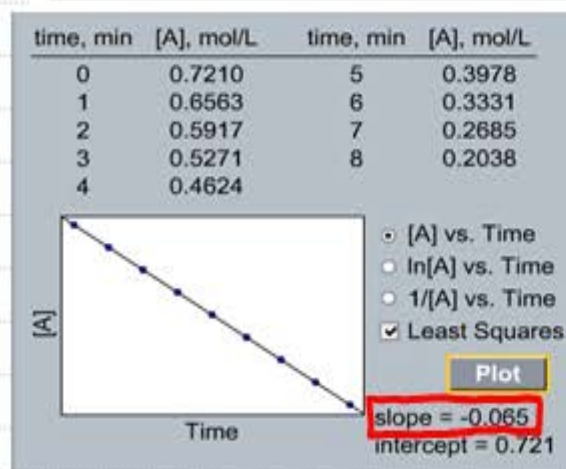 time, min [A], mol/L time, min [A], mol/L
0 0.7210 5 0.3978
1 0.6563 6 0.3331
2 0.5917 7 0.2685
3 0.5271 8 0.2038
4 0.4624
[A] vs. Time
ln[A] vs. Time
1/[A] vs. Time
Least Squares
Plot
[A]
Time
slope = -0.065
intercept = 0.721